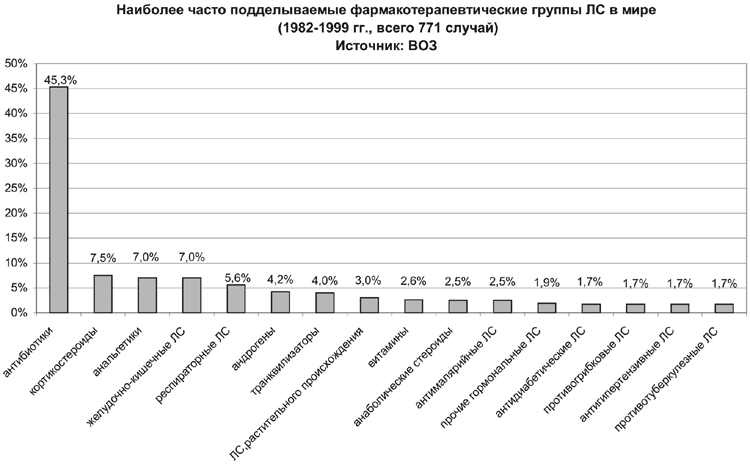 Наиболее часто подделываемые фармакотерапевтические группы ЛС в мире
(1982-1999 гг., всего 771 случай)
Источник: ВОЗ
50%
45%
40%
35%
30%
25%
20%
15%
10%
5%
0%
45,3%
7,5%
7,0%
7,0%
5,6%
4,2%
4,0%
3,0%
2,6%
2,5%
2,5%
1,9%
1,7%
1,7%
1,7%
1,7%
антибиотики
кортикостероиды
анальгетики
желудочно-кишечные ЛС
респираторные ЛС
андрогены
транквилизаторы
ЛС,растительного происхождения
витамины
анаболические стероиды
антималярийные ЛС
прочие гормональные ЛС
антидиабетические ЛС
противогрибковые ЛС
антигипертензивные ЛС
противотуберкулезные ЛС